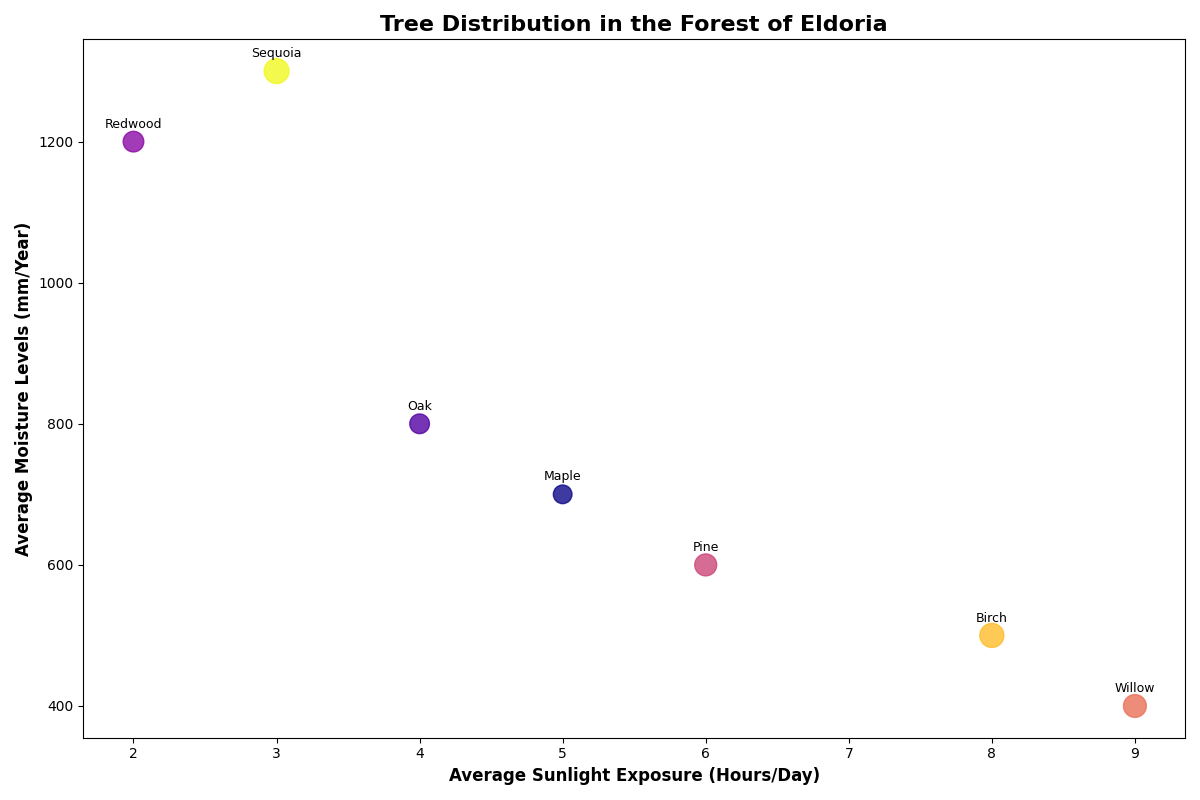 Tree Distribution in the Forest of Eldoria
Sequoia
Redwood
Oak
Maple
Pine
Birch
Willow
1200
1000
800
600
400
Average Moisture Levels (mm/Year)
2 3 4 5 6 7 8 9
Average Sunlight Exposure (Hours/Day)